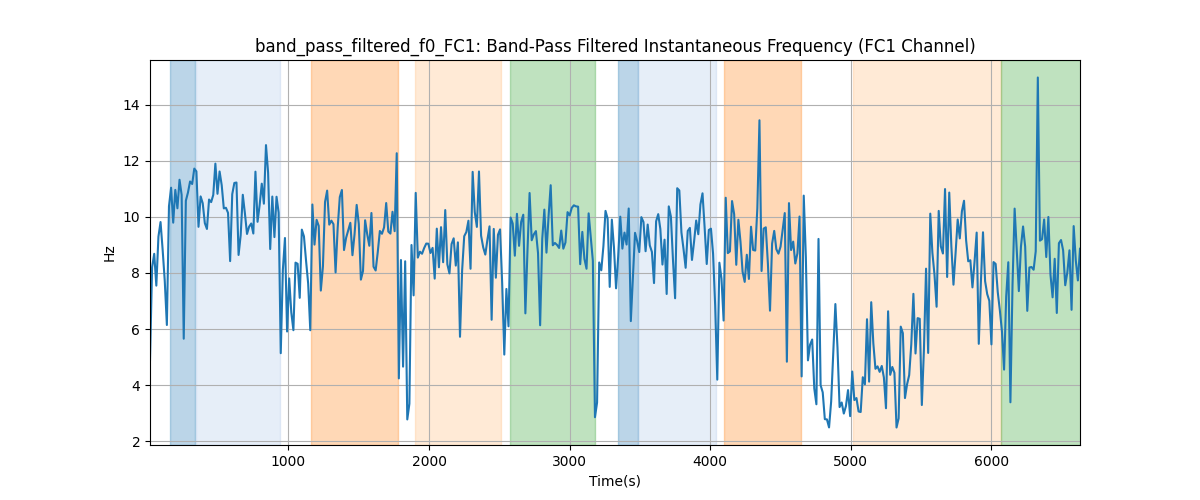 band_pass_filtered_f0_FC1: Band-Pass Filtered Instantaneous Frequency (FC1 Channel)
14
12
10
8
6
4
2
Hz
1000 2000 3000 4000 5000 6000
Time(s)